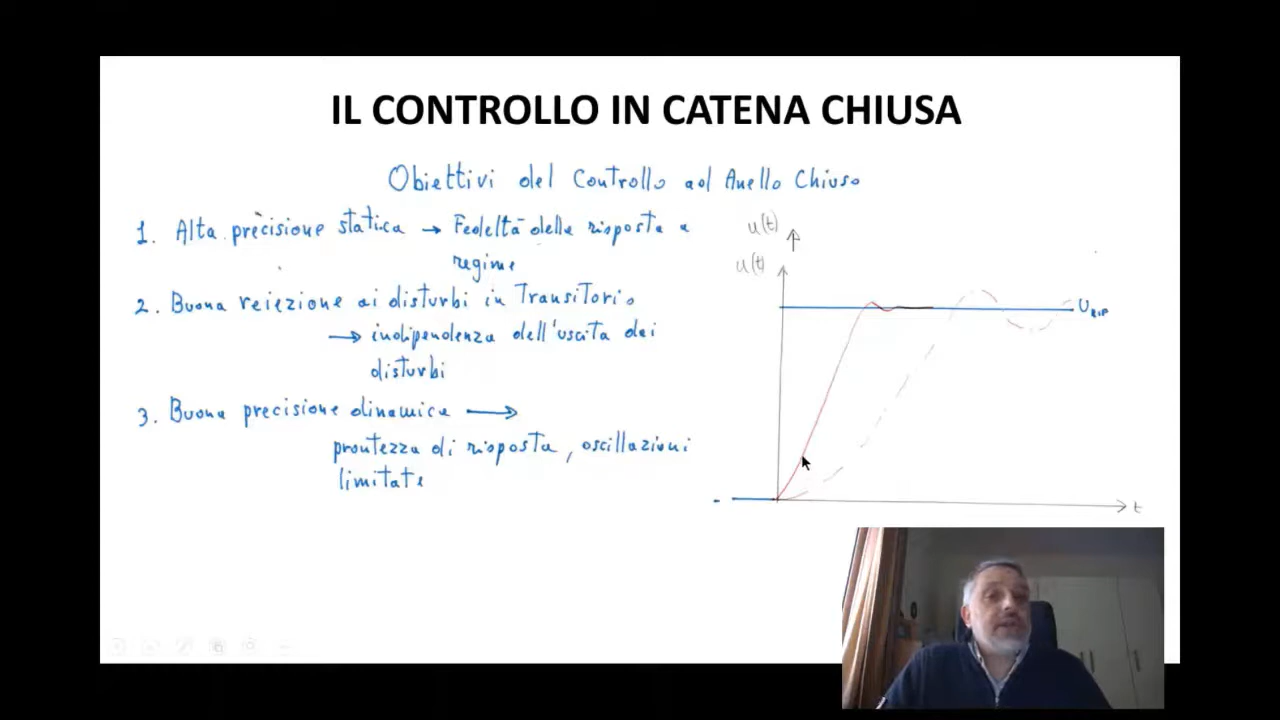 IL CONTROLLO IN CATENA CHIUSA
Obiettivi del Controllo ad Anello Chiuso
1. Alta precisione statica → Fedeltà della risposta a
regime
2. Buona reiezione ai disturbi in Transitorio
→ indipendenza dell'uscita dai
disturbi
3. Buona precisione dinamica →
prontezza di risposta, oscillazioni
limitate
u(t)
u(t)
U RIF
t